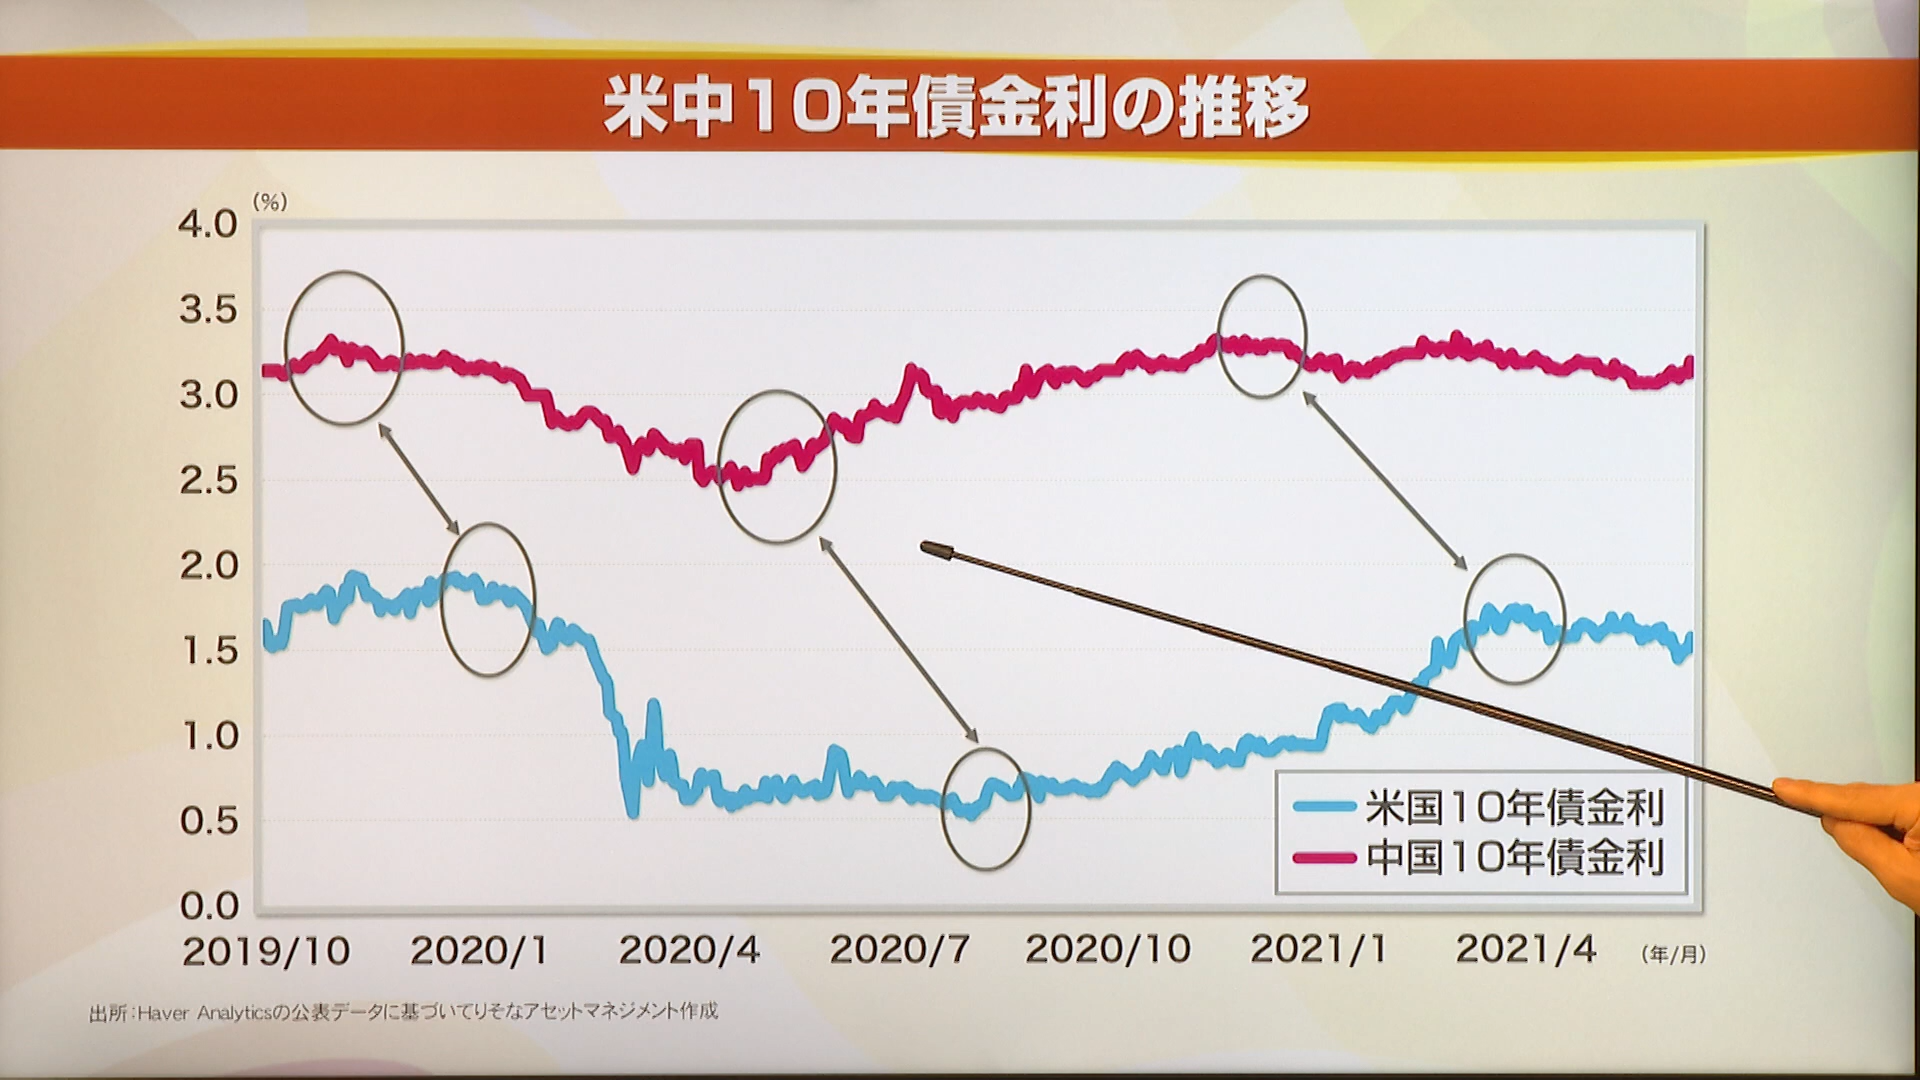 米中10年債金利の推移
(%)
4.0
3.5
3.0
2.5
2.0
1.5
1.0
0.5
0.0
米国10年債金利
中国10年債金利
2019/10 2020/1 2020/4 2020/7 2020/10 2021/1 2021/4 (年/月)
出所:Haver Analyticsの公表データに基づいてりそなアセットマネジメント作成